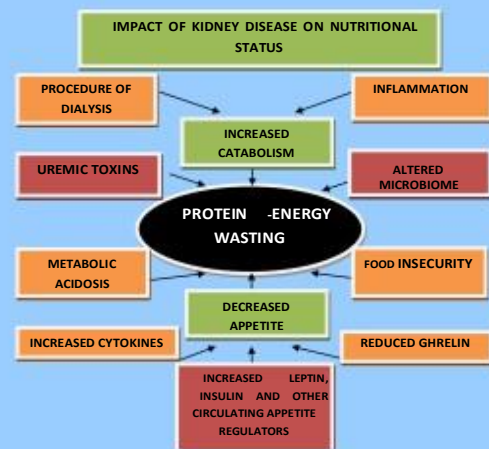 IMPACT OF KIDNEY DISEASE ON NUTRITIONAL
STATUS
PROCEDURE OF
DIALYSIS
INFLAMMATION
INCREASED
CATABOLISM
UREMIC TOXINS
ALTERED
MICROBIOME
PROTEIN -ENERGY
WASTING
METABOLIC
ACIDOSIS
FOOD INSECURITY
DECREASED
APPETITE
INCREASED CYTOKINES
REDUCED GHRELIN
INCREASED LEPTIN,
INSULIN AND OTHER
CIRCULATING APPETITE
REGULATORS